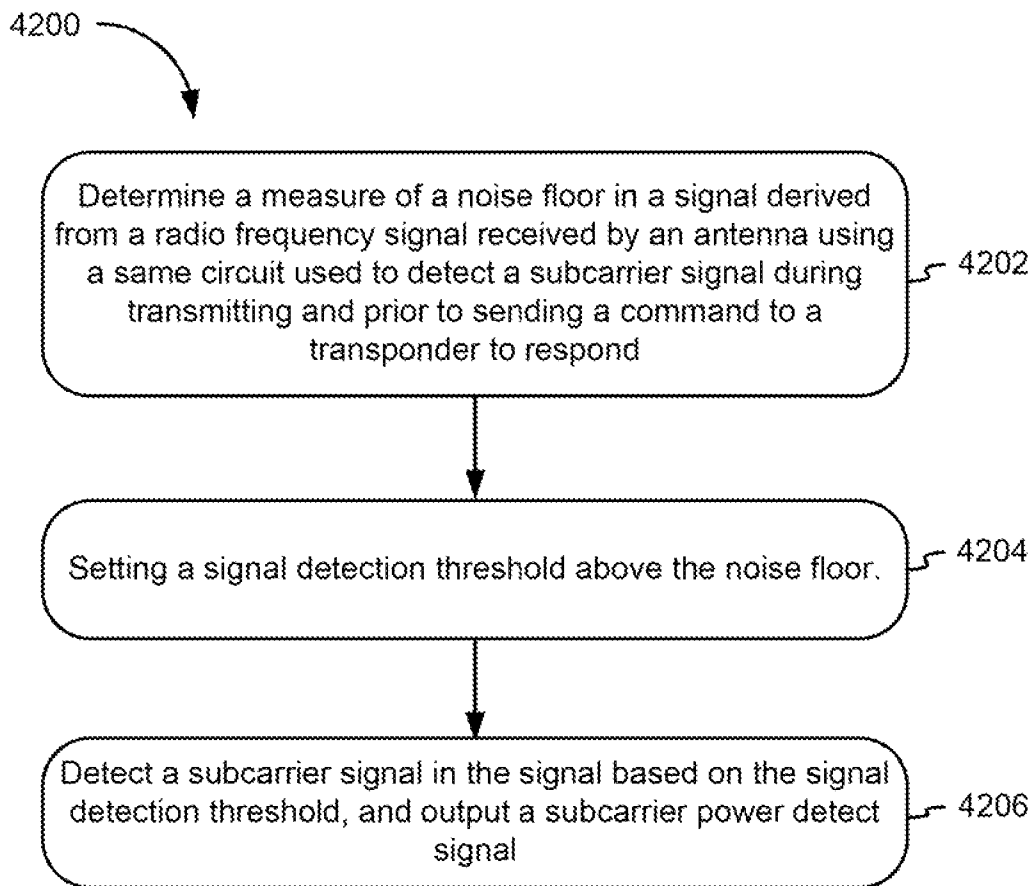 4200
Determine a measure of a noise floor in a signal derived
from a radio frequency signal received by an antenna using
a same circuit used to detect a subcarrier signal during
transmitting and prior to sending a command to a
transponder to respond
4202
Setting a signal detection threshold above the noise floor.
4204
Detect a subcarrier signal in the signal based on the signal
detection threshold, and output a subcarrier power detect
signal
4206